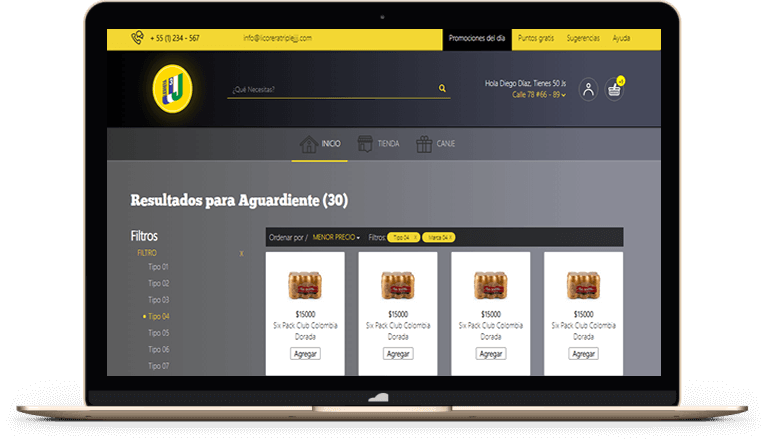 + 55 (1) 234 - 567
info@licoreratriplejj.com
Promociones del día
Puntos gratis
Sugerencias
Ayuda
¿Qué Necesitas?
Hola Diego Díaz, Tienes 50 Js
Calle 78 #66 - 89
INICIO
TIENDA
CANJE
Resultados para Aguardiente (30)
Filtros
FILTRO X
Tipo 01
Tipo 02
Tipo 03
Tipo 04
Tipo 05
Tipo 06
Tipo 07
Ordenar por / MENOR PRECIO Filtros: Tipo 04 X Marca 04 X
$15000
Six Pack Club Colombia
Dorada
Agregar
$15000
Six Pack Club Colombia
Dorada
Agregar
$15000
Six Pack Club Colombia
Dorada
Agregar
$15000
Six Pack Club Colombia
Dorada
Agregar